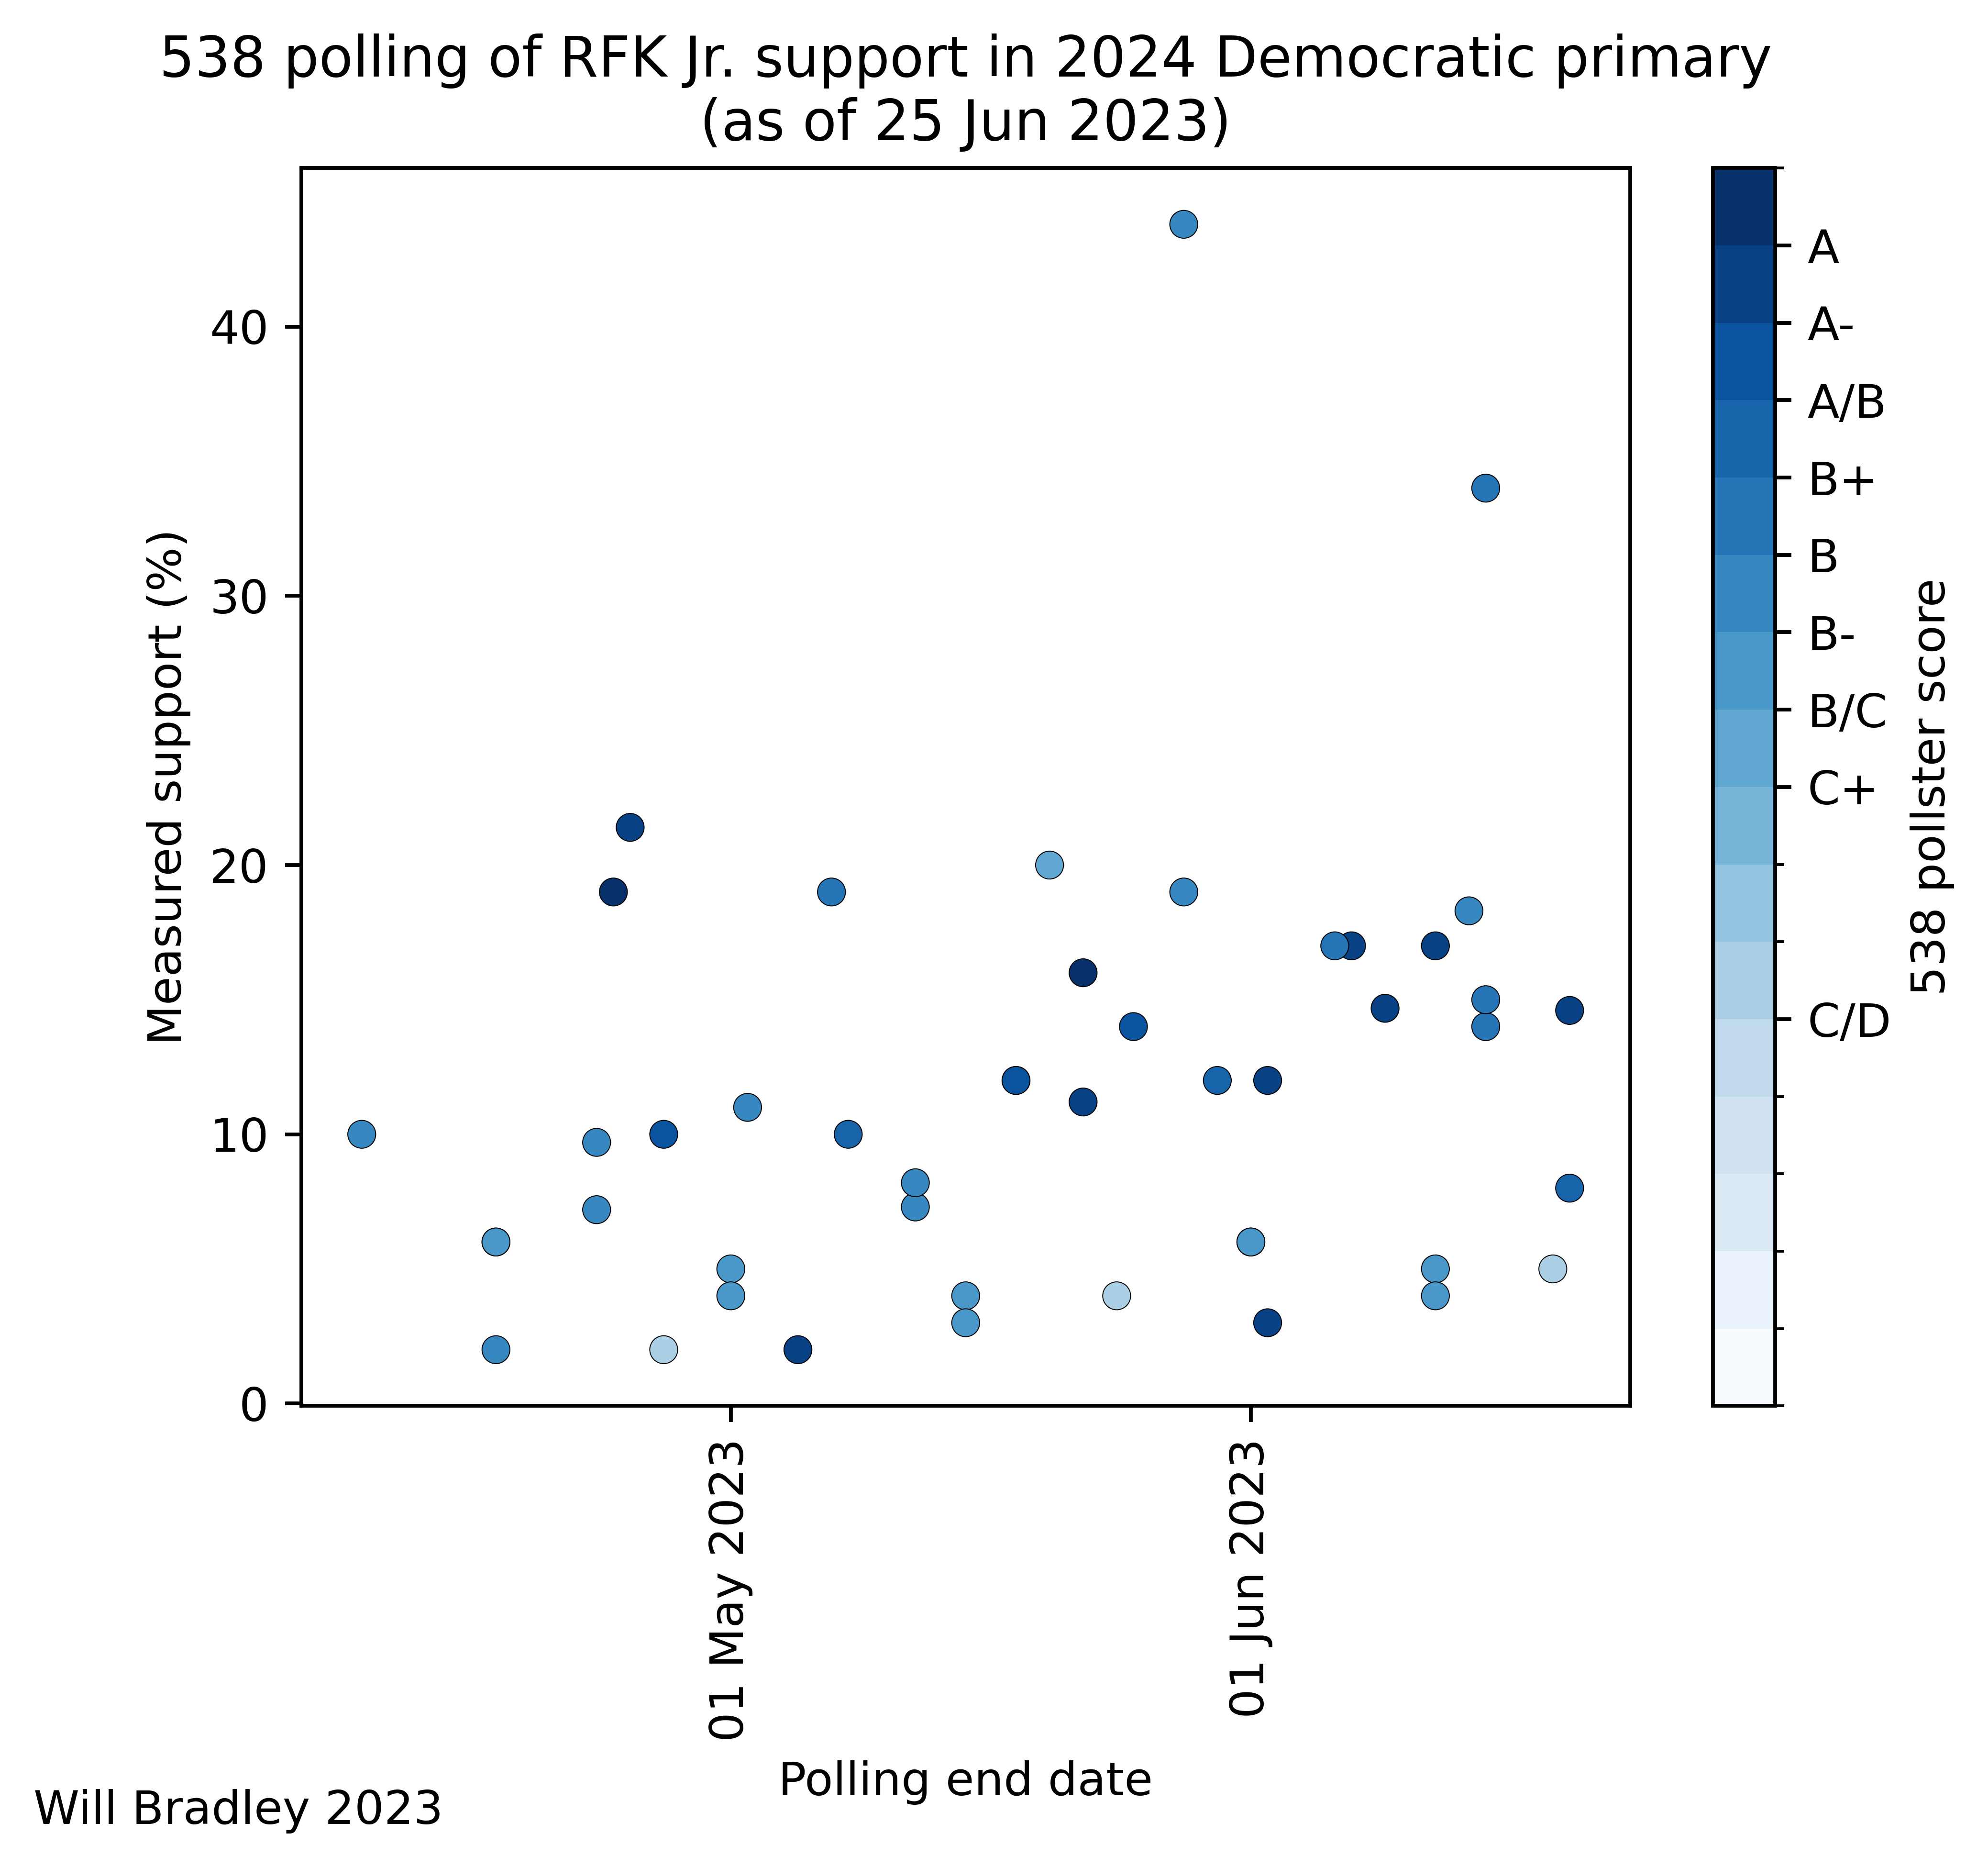 538 polling of RFK Jr. support in 2024 Democratic primary
(as of 25 Jun 2023)
Measured support (%)
40
30
20
10
0
01 May 2023
01 Jun 2023
Polling end date
A
A-
A/B
B+
B
B-
B/C
C+
C/D
538 pollster score
Will Bradley 2023